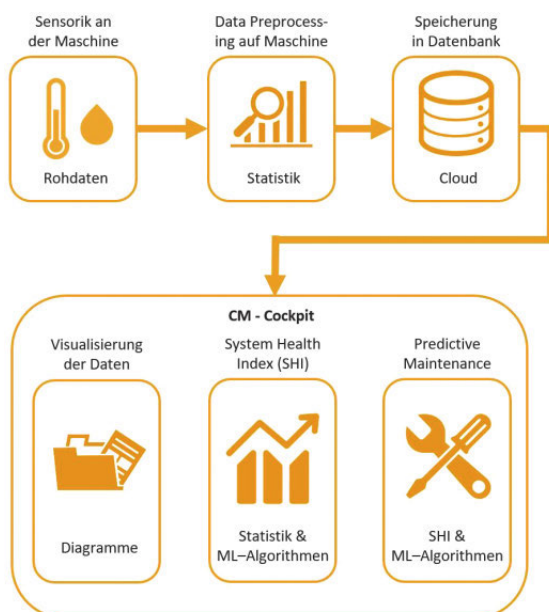 Sensorik an
der Maschine
Data Preprocess-
ing auf Maschine
Speicherung
in Datenbank
Rohdaten
Statistik
Cloud
CM - Cockpit
Visualisierung
der Daten
System Health
Index (SHI)
Predictive
Maintenance
Diagramme
Statistik &
ML–Algorithmen
SHI &
ML–Algorithmen